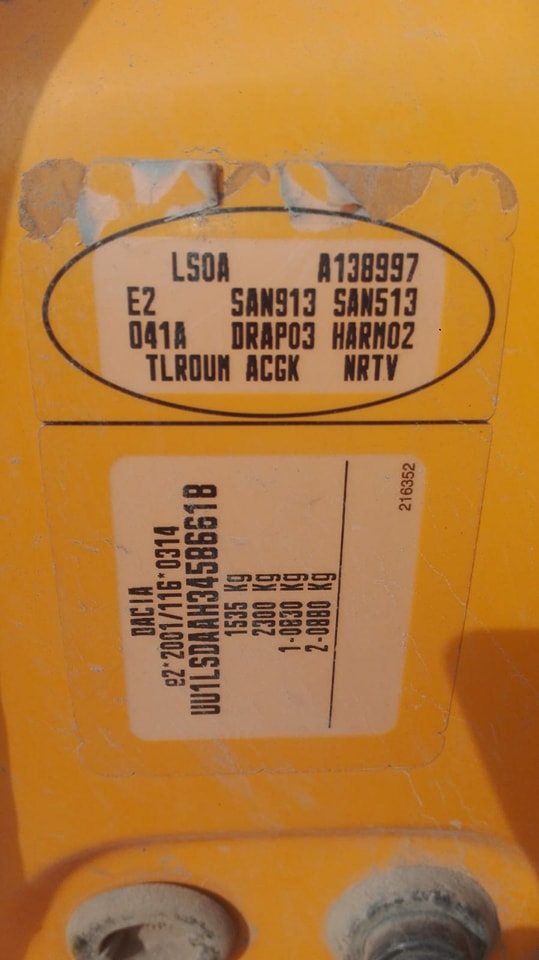 LS0A A138997
E2 SAN913 SAN513
041A DRAP03 HARM02
TLRDUM ACGK NRTV
DACIA
e2*2001/116*0314
UU1LSDAAH34586618
1535 Kg
2300 Kg
1-0830 Kg
2-0880 Kg
216352